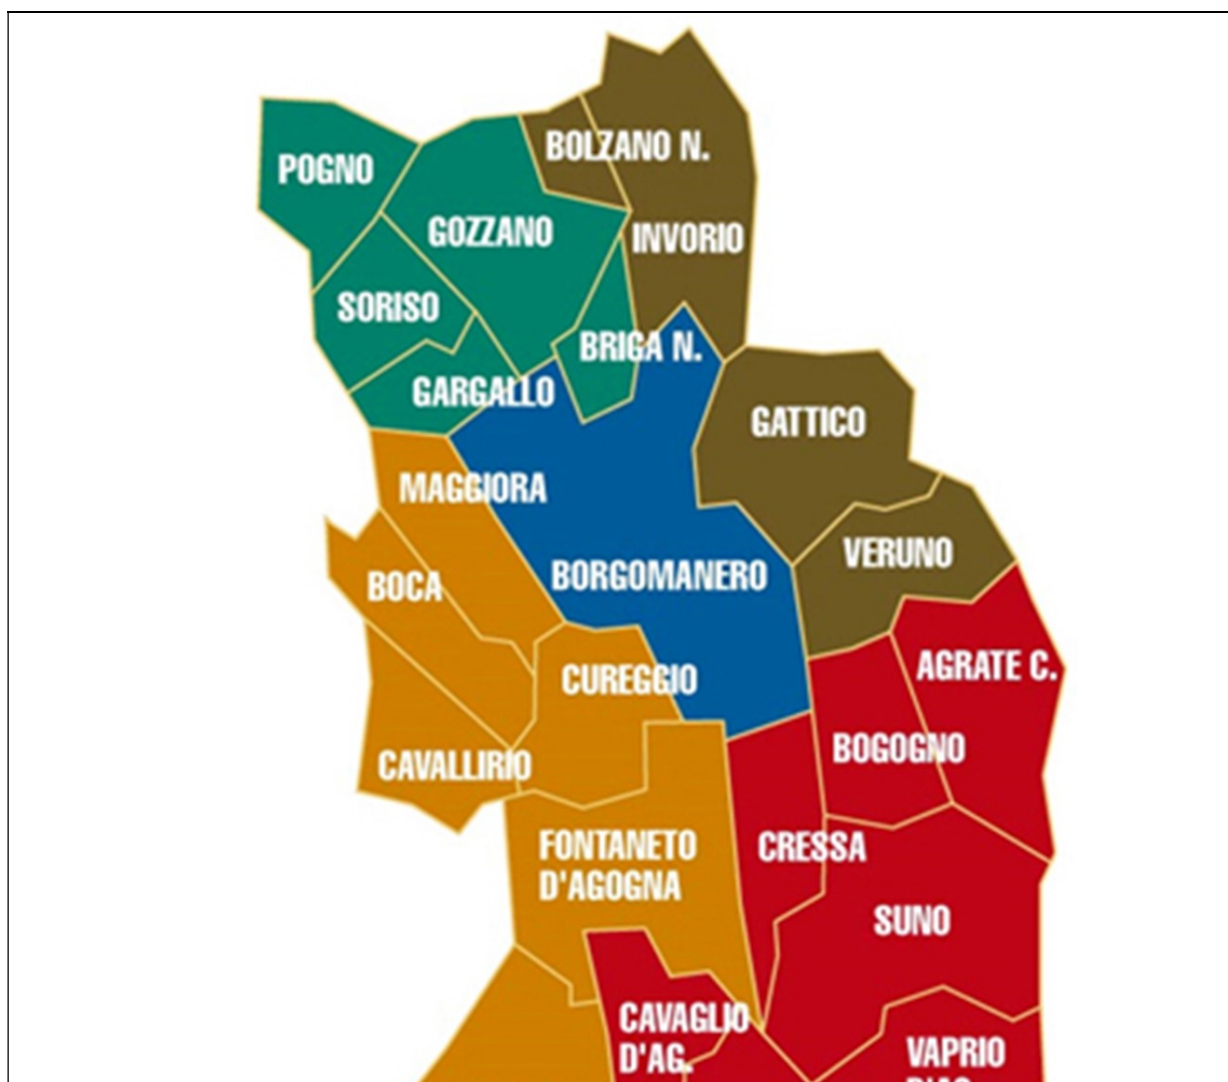 BOLZANO N.
POGNO
GOZZANO
INVORIO
SORISO
BRIGA N.
GARGALLO
GATTICO
MAGGIORA
VERUNO
BORGOMANERO
BOCA
AGRATE C.
CUREGGIO
BOGOGNO
CAVALLIRIO
FONTANETO
D'AGOGNA
CRESSA
SUNO
CAVAGLIO
D'AG.
VAPRIO